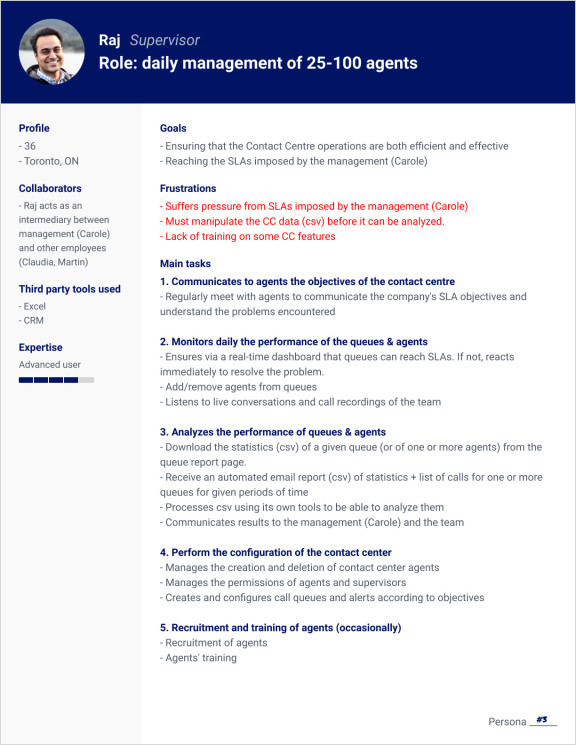 Raj Supervisor
Role: daily management of 25-100 agents
Profile
- 36
- Toronto, ON
Collaborators
- Raj acts as an
intermediary between
management (Carole)
and other employees
(Claudia, Martin)
Third party tools used
- Excel
- CRM
Expertise
Advanced user
Goals
- Ensuring that the Contact Centre operations are both efficient and effective
- Reaching the SLAs imposed by the management (Carole)
Frustrations
- Suffers pressure from SLAs imposed by the management (Carole)
- Must manipulate the CC data (csv) before it can be analyzed.
- Lack of training on some CC features
Main tasks
1. Communicates to agents the objectives of the contact centre
- Regularly meet with agents to communicate the company's SLA objectives and
understand the problems encountered
2. Monitors daily the performance of the queues & agents
- Ensures via a real-time dashboard that queues can reach SLAs. If not, reacts
immediately to resolve the problem.
- Add/remove agents from queues
- Listens to live conversations and call recordings of the team
3. Analyzes the performance of queues & agents
- Download the statistics (csv) of a given queue (or of one or more agents) from the
queue report page.
- Receive an automated email report (csv) of statistics + list of calls for one or more
queues for given periods of time
- Processes csv using its own tools to be able to analyze them
- Communicates results to the management (Carole) and the team
4. Perform the configuration of the contact center
- Manages the creation and deletion of contact center agents
- Manages the permissions of agents and supervisors
- Creates and configures call queues and alerts according to objectives
5. Recruitment and training of agents (occasionally)
- Recruitment of agents
- Agents' training
Persona #3